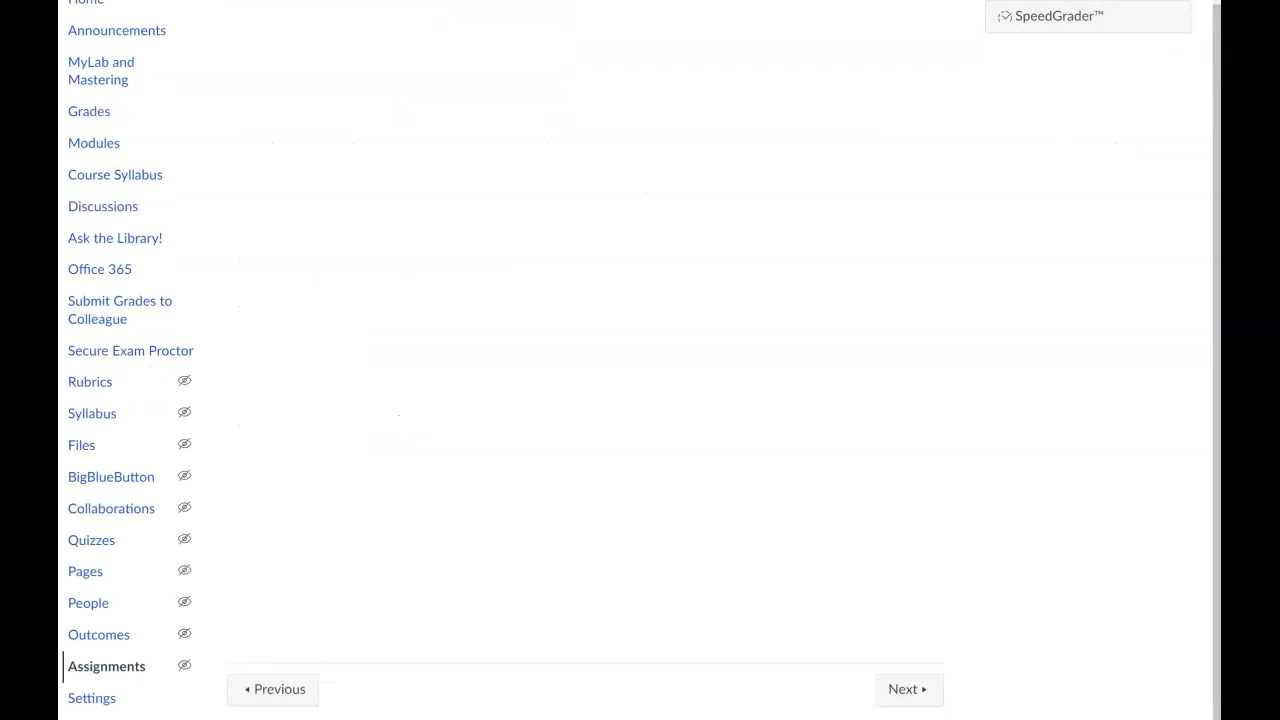 Home
SpeedGrader™
Announcements
MyLab and
Mastering
Grades
Modules
Course Syllabus
Discussions
Ask the Library!
Office 365
Submit Grades to
Colleague
Secure Exam Proctor
Rubrics
Syllabus
Files
BigBlueButton
Collaborations
Quizzes
Pages
People
Outcomes
Assignments
Previous
Next
Settings